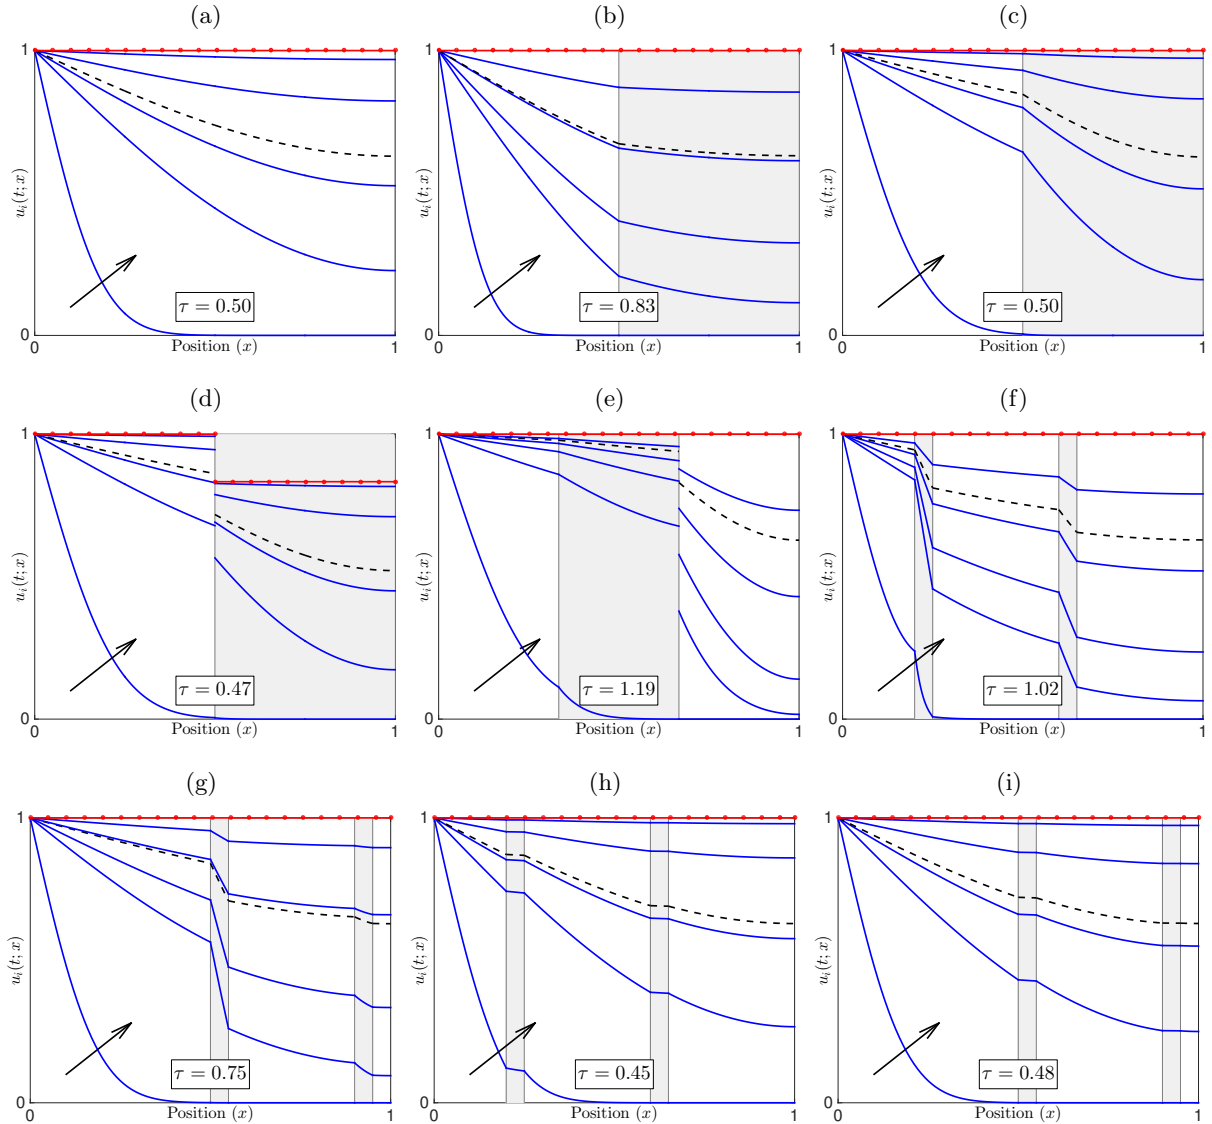 (a) (b) (c)
1 1 1
u_i(t; x) u_i(t; x) u_i(t; x)
τ = 0.50 τ = 0.83 τ = 0.50
0 0 0
0 Position (x) 1 0 Position (x) 1 0 Position (x) 1
(d) (e) (f)
1 1 1
u_i(t; x) u_i(t; x) u_i(t; x)
τ = 0.47 τ = 1.19 τ = 1.02
0 0 0
0 Position (x) 1 0 Position (x) 1 0 Position (x) 1
(g) (h) (i)
1 1 1
u_i(t; x) u_i(t; x) u_i(t; x)
τ = 0.75 τ = 0.45 τ = 0.48
0 0 0
0 Position (x) 1 0 Position (x) 1 0 Position (x) 1